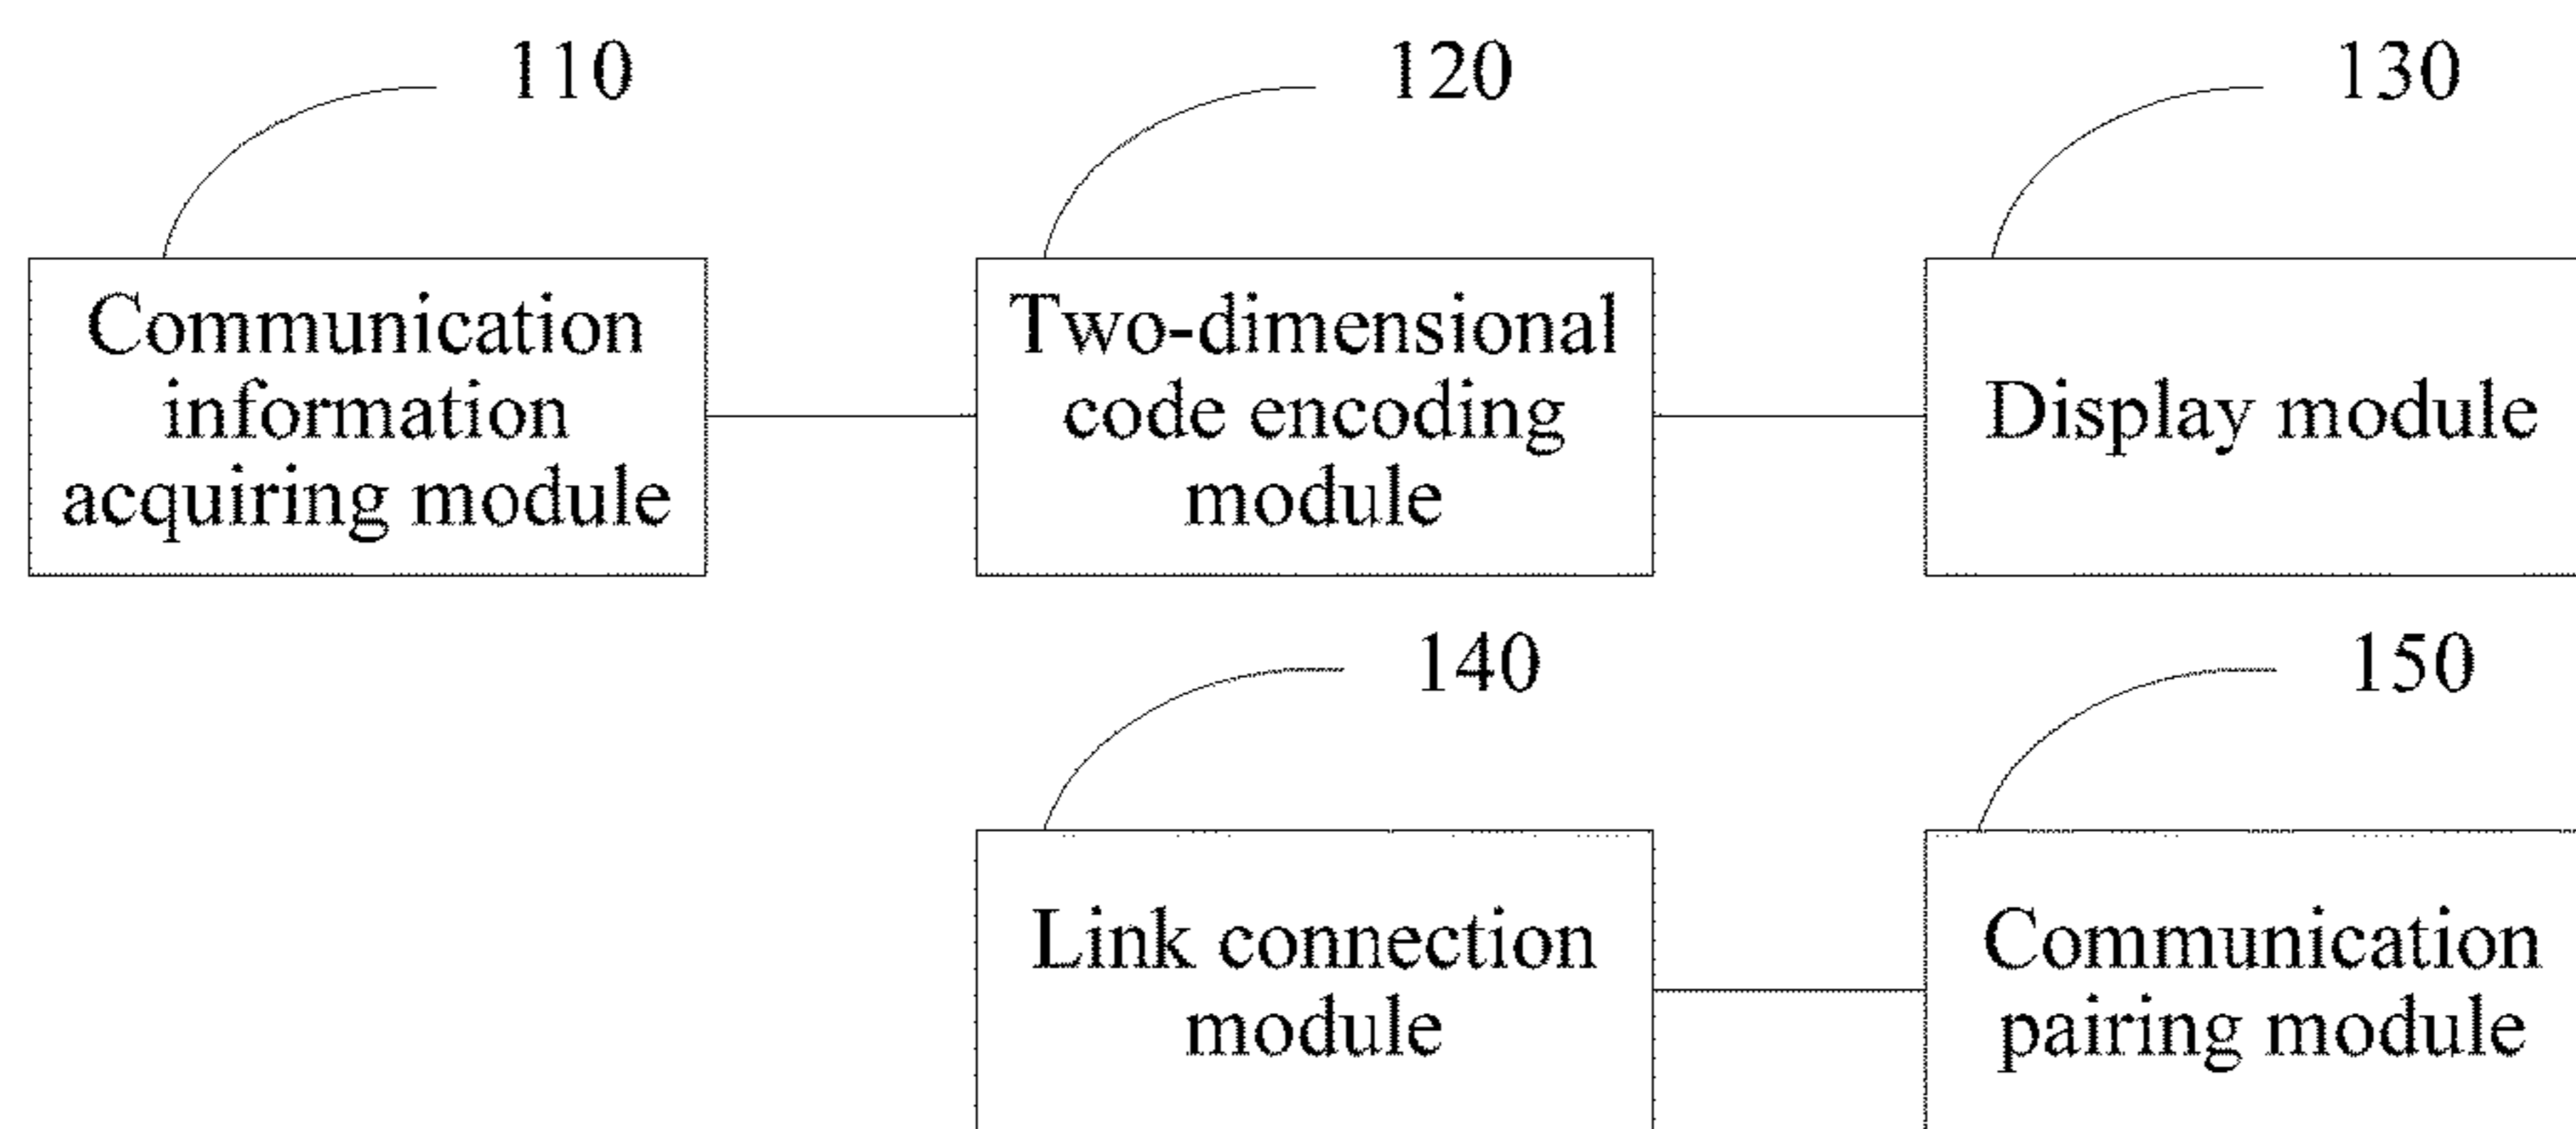 110
120
130
Communication
information
acquiring module
Two-dimensional
code encoding
module
Display module
140
150
Link connection
module
Communication
pairing module